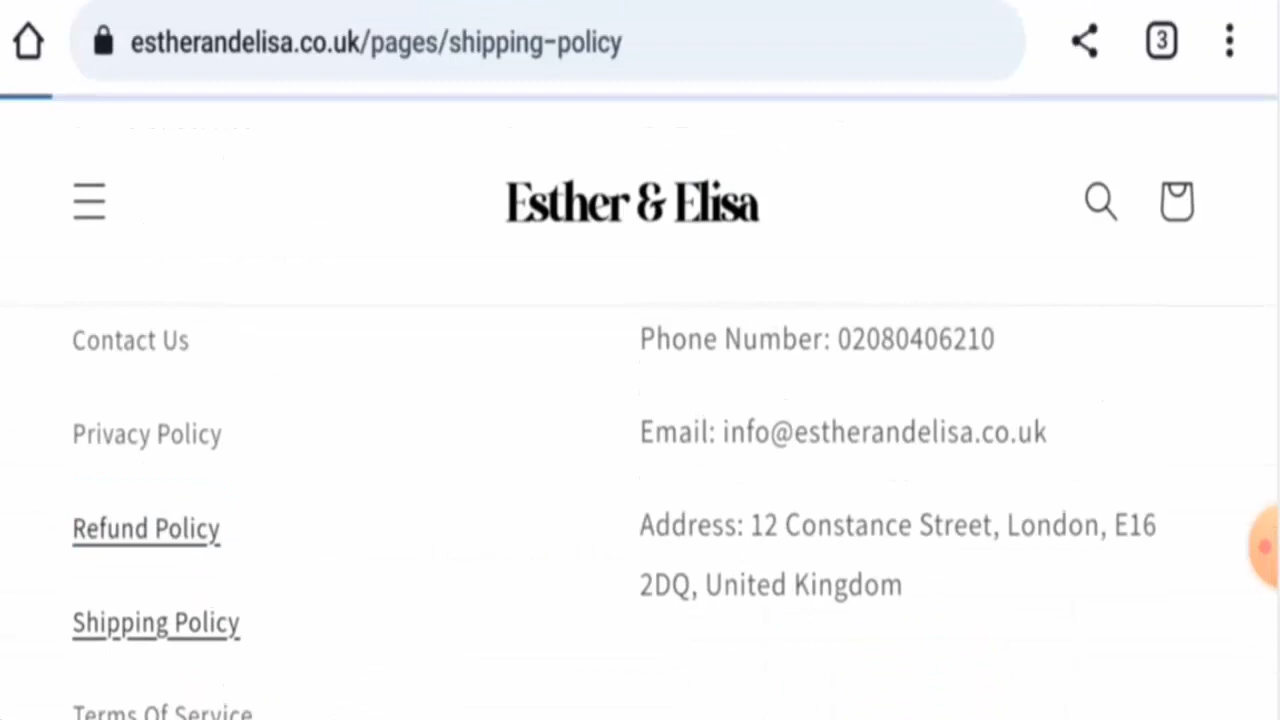 estherandelisa.co.uk/pages/shipping-policy
3
Esther & Elisa
Contact Us
Phone Number: 02080406210
Privacy Policy
Email: info@estherandelisa.co.uk
Refund Policy
Address: 12 Constance Street, London, E16
2DQ, United Kingdom
Shipping Policy
Terms Of Service